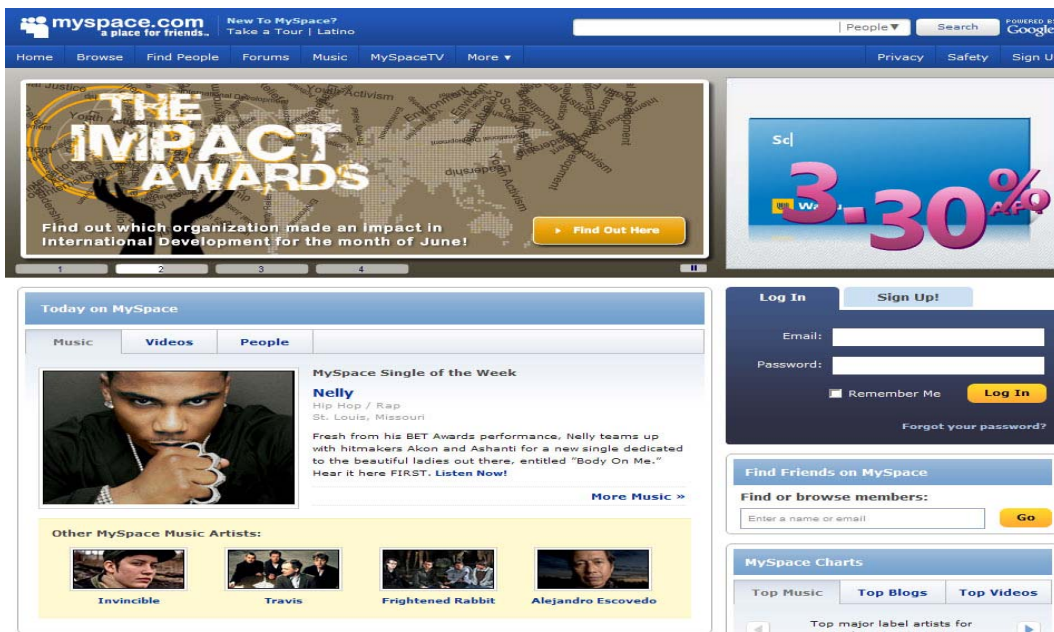 myspace.com
a place for friends..
New To MySpace?
Take a Tour | Latino
People▼
Search
POWERED BY
Google
Home Browse Find People Forums Music MySpaceTV More ▼ Privacy Safety Sign U
THE
IMPACT
AWARDS
Find out which organization made an impact in
International Development for the month of June!
Find Out Here
1 2 3 4
Sc
3.30%
APR
Today on MySpace
Music Videos People
MySpace Single of the Week
Nelly
Hip Hop / Rap
St. Louis, Missouri
Fresh from his BET Awards performance, Nelly teams up
with hitmakers Akon and Ashanti for a new single dedicated
to the beautiful ladies out there, entitled "Body On Me."
Hear it here FIRST. Listen Now!
More Music »
Other MySpace Music Artists:
Invincible Travis Frightened Rabbit Alejandro Escovedo
Log In Sign Up!
Email:
Password:
Remember Me Log In
Forgot your password?
Find Friends on MySpace
Find or browse members:
Enter a name or email Go
MySpace Charts
Top Music Top Blogs Top Videos
Top major label artists for